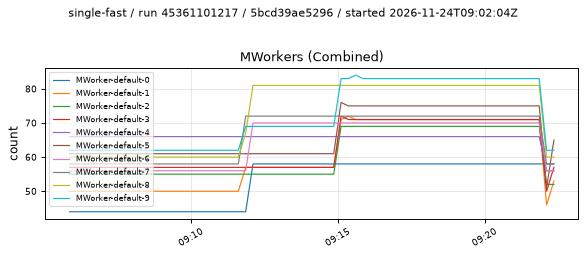 single-fast / run 45361101217 / 5bcd39ae5296 / started 2026-11-24T09:02:04Z
MWorkers (Combined)
count
80
70
60
50
MWorker-default-0
MWorker-default-1
MWorker-default-2
MWorker-default-3
MWorker-default-4
MWorker-default-5
MWorker-default-6
MWorker-default-7
MWorker-default-8
MWorker-default-9
09:10
09:15
09:20